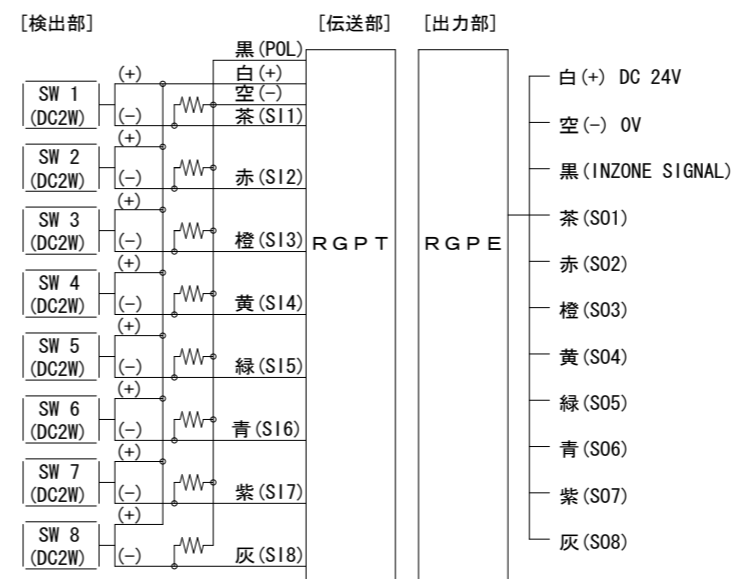 [検出部]
[伝送部]
[出力部]
黒(POL)
白(+)
空(-)
茶(SI1)
赤(SI2)
橙(SI3)
黄(SI4)
緑(SI5)
青(SI6)
紫(SI7)
灰(SI8)
(+)
SW 1
(DC2W)
(-)
(+)
SW 2
(DC2W)
(-)
(+)
SW 3
(DC2W)
(-)
(+)
SW 4
(DC2W)
(-)
(+)
SW 5
(DC2W)
(-)
(+)
SW 6
(DC2W)
(-)
(+)
SW 7
(DC2W)
(-)
(+)
SW 8
(DC2W)
(-)
RGPT
RGPE
白(+) DC 24V
空(-) 0V
黒(INZONE SIGNAL)
茶(SO1)
赤(SO2)
橙(SO3)
黄(SO4)
緑(SO5)
青(SO6)
紫(SO7)
灰(SO8)